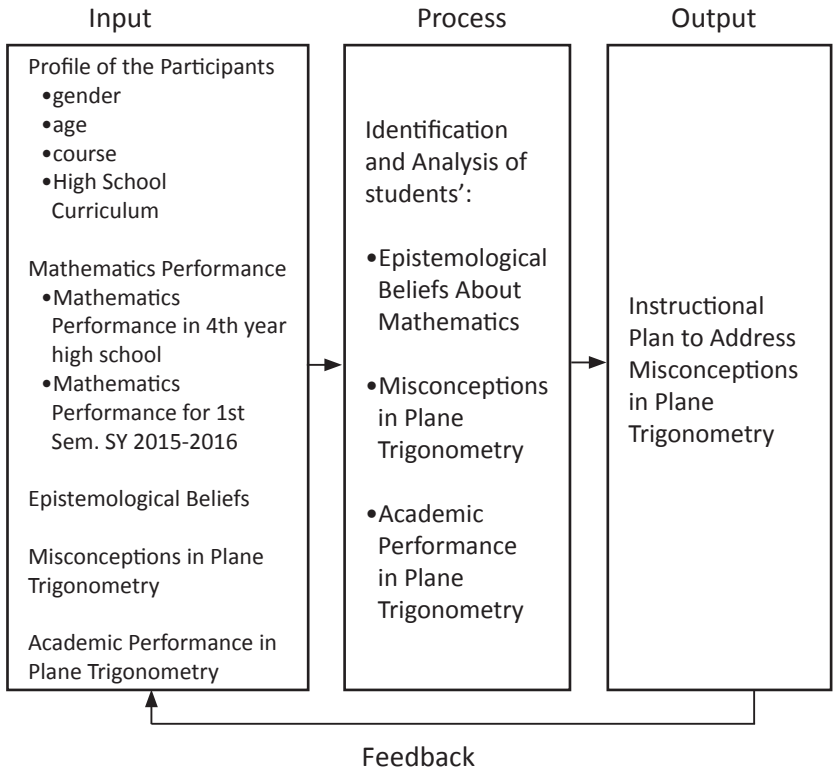 Input
Profile of the Participants
•gender
•age
•course
•High School
Curriculum
Mathematics Performance
•Mathematics
Performance in 4th year
high school
•Mathematics
Performance for 1st
Sem. SY 2015-2016
Epistemological Beliefs
Misconceptions in Plane
Trigonometry
Academic Performance in
Plane Trigonometry
Process
Identification
and Analysis of
students’:
•Epistemological
Beliefs About
Mathematics
•Misconceptions
in Plane
Trigonometry
•Academic
Performance
in Plane
Trigonometry
Output
Instructional
Plan to Address
Misconceptions
in Plane
Trigonometry
Feedback